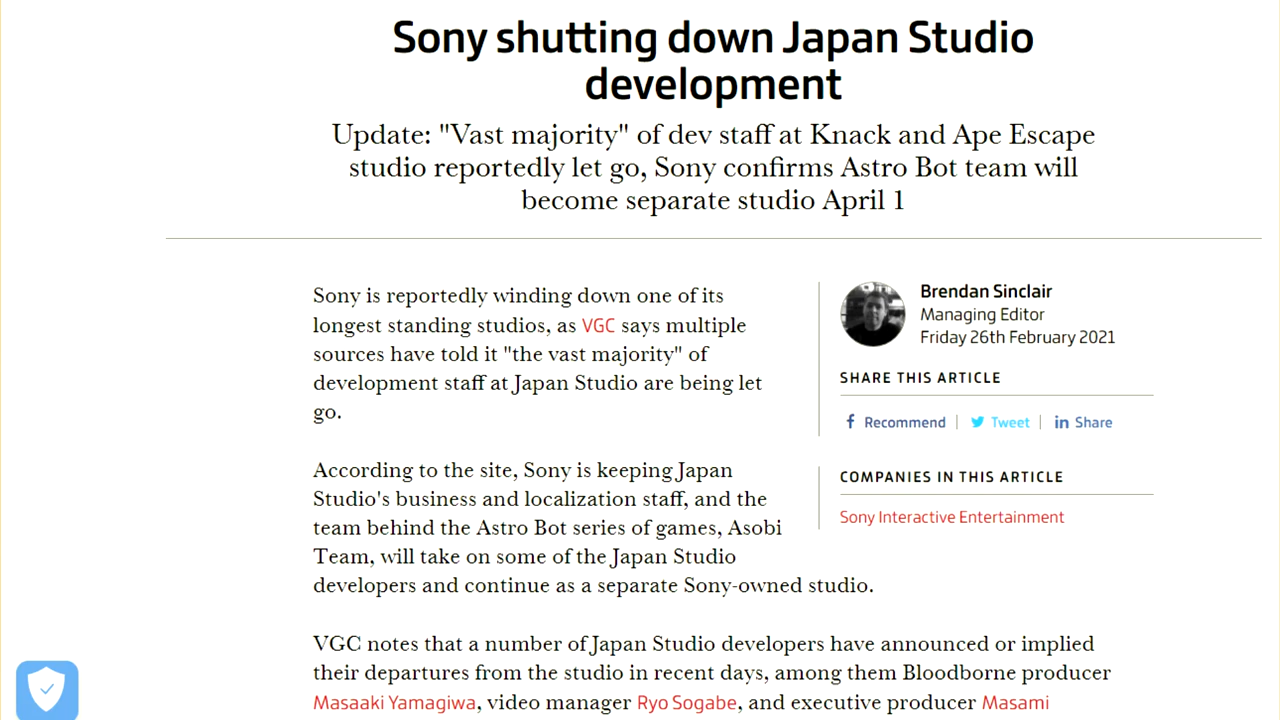 Sony shutting down Japan Studio
development
Update: "Vast majority" of dev staff at Knack and Ape Escape
studio reportedly let go, Sony confirms Astro Bot team will
become separate studio April 1
Sony is reportedly winding down one of its
longest standing studios, as VGC says multiple
sources have told it "the vast majority" of
development staff at Japan Studio are being let
go.
According to the site, Sony is keeping Japan
Studio's business and localization staff, and the
team behind the Astro Bot series of games, Asobi
Team, will take on some of the Japan Studio
developers and continue as a separate Sony-owned studio.
VGC notes that a number of Japan Studio developers have announced or implied
their departures from the studio in recent days, among them Bloodborne producer
Masaaki Yamagiwa, video manager Ryo Sogabe, and executive producer Masami
Brendan Sinclair
Managing Editor
Friday 26th February 2021
SHARE THIS ARTICLE
Recommend | Tweet | Share
COMPANIES IN THIS ARTICLE
Sony Interactive Entertainment